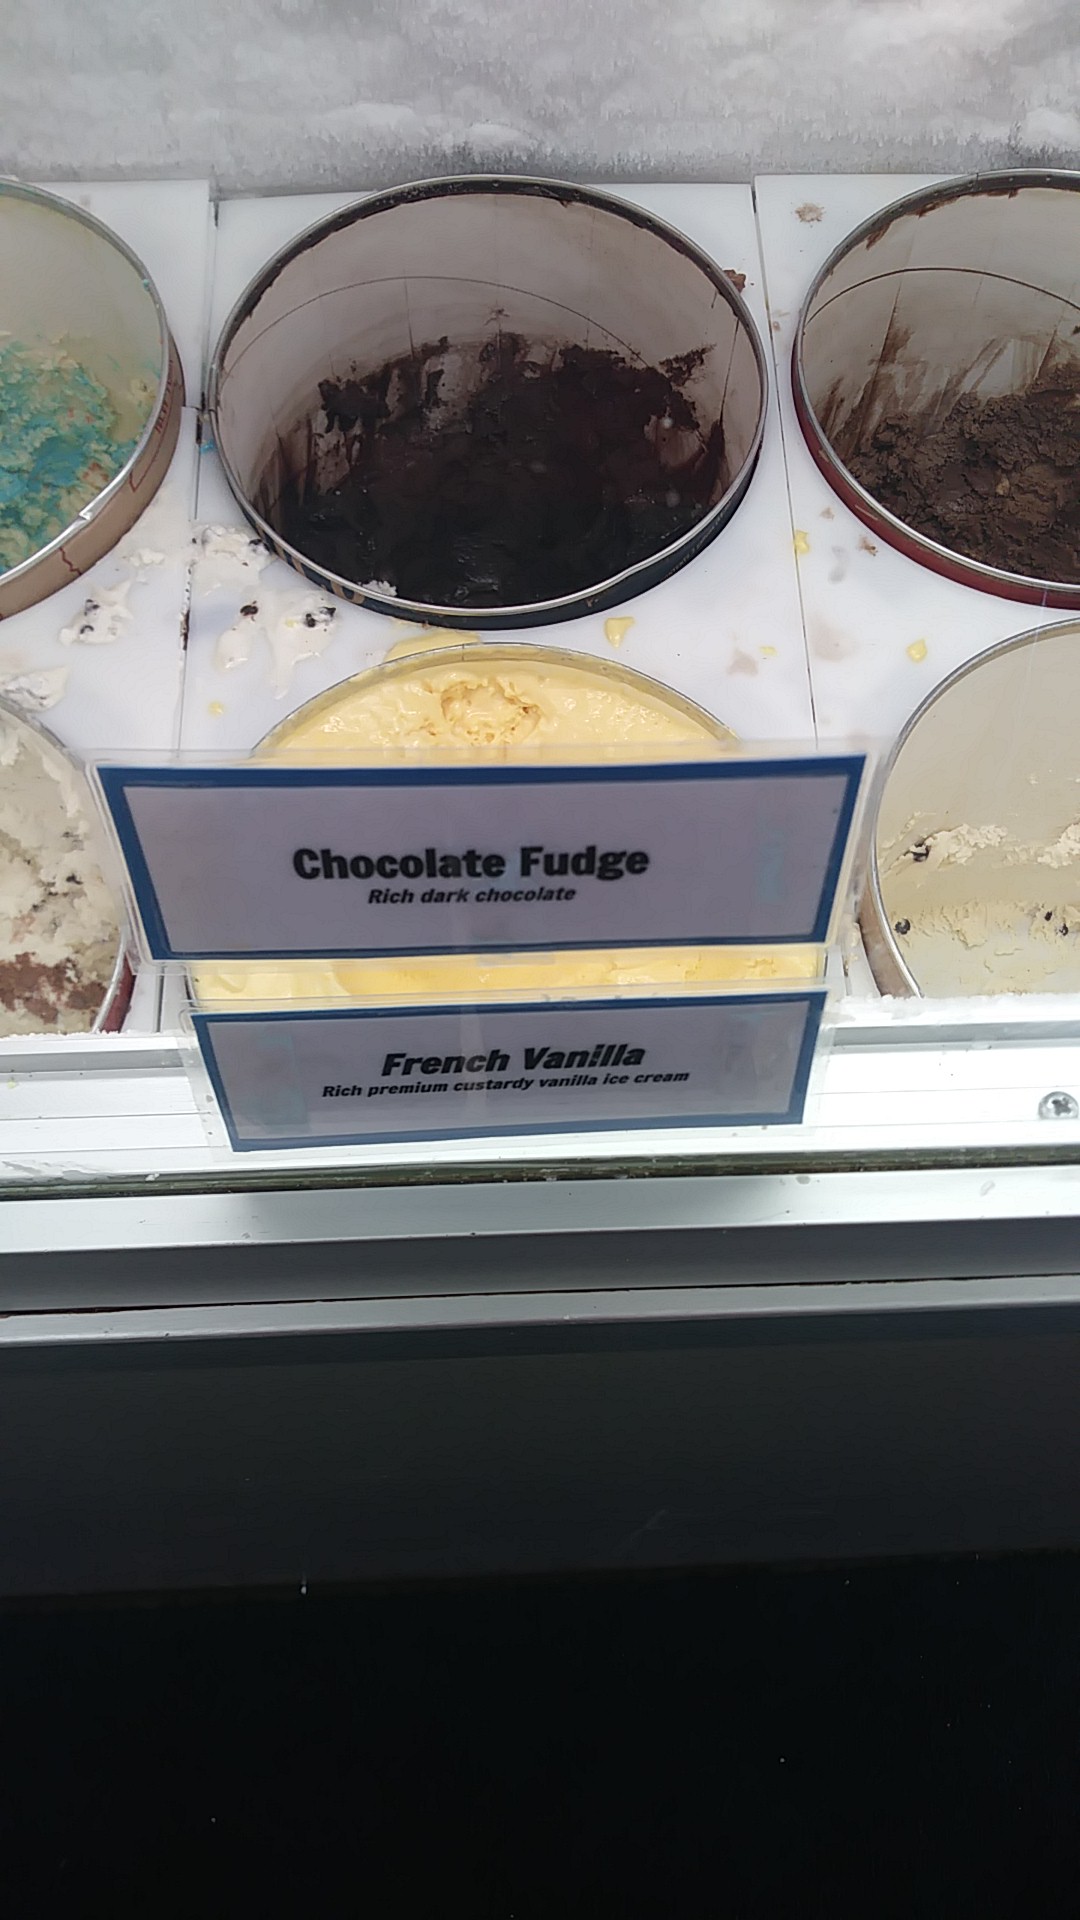 Chocolate Fudge
Rich dark chocolate
French Vanilla
Rich premium custardy vanilla ice cream